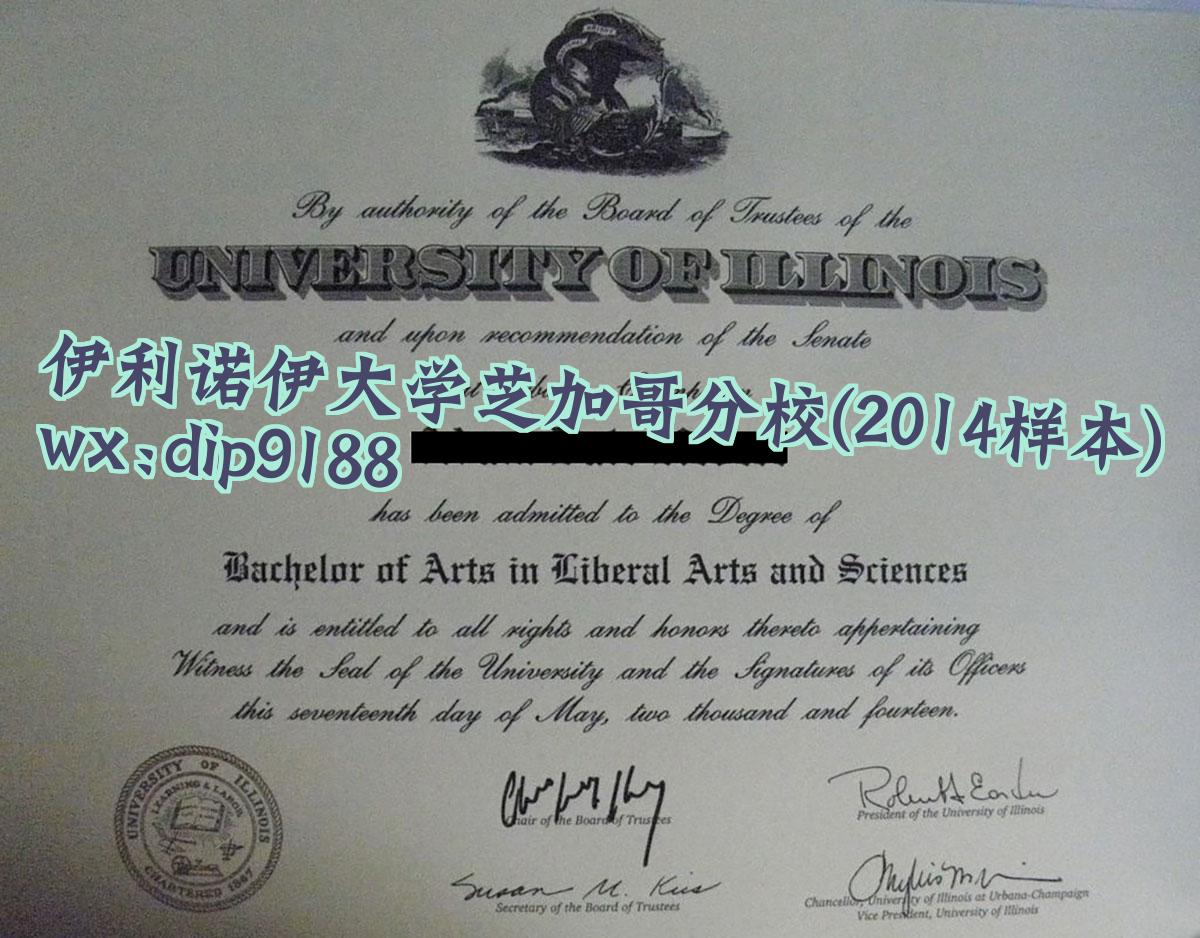 By authority of the Board of Trustees of the
UNIVERSITY OF ILLINOIS
and upon recommendation of the Senate
伊利诺伊大学芝加哥分校(2014样本)
wx:dip9188
has been admitted to the Degree of
Bachelor of Arts in Liberal Arts and Sciences
and is entitled to all rights and honors thereto appertaining
Witness the Seal of the University and the Signatures of its Officers
this seventeenth day of May, two thousand and fourteen.
UNIVERSITY OF ILLINOIS
LEARNING & LABOR
CHARTERED 1867
Chair of the Board of Trustees
President of the University of Illinois
Susan M. Kies
Secretary of the Board of Trustees
Chancellor, University of Illinois at Urbana-Champaign
Vice President, University of Illinois